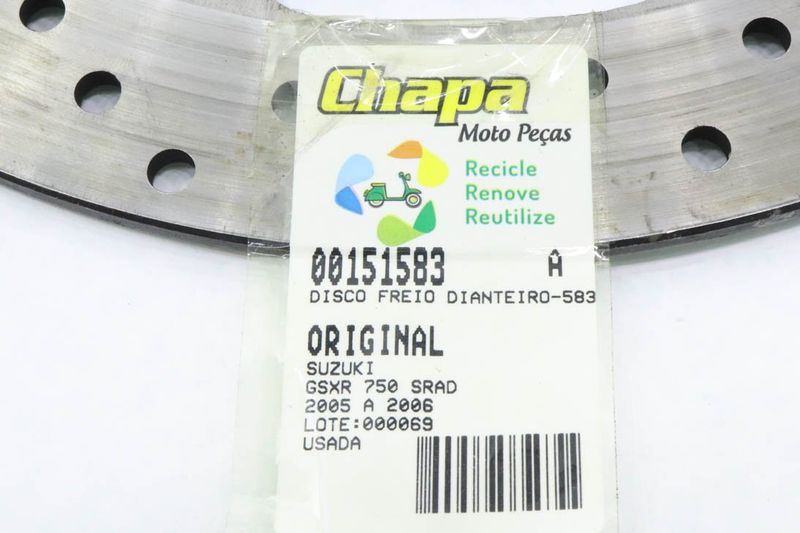 Chapa
Moto Peças
Recicle
Renove
Reutilize
00151583 A
DISCO FREIO DIANTEIRO-583
ORIGINAL
SUZUKI
GSXR 750 SRAD
2005 A 2006
LOTE:000069
USADA